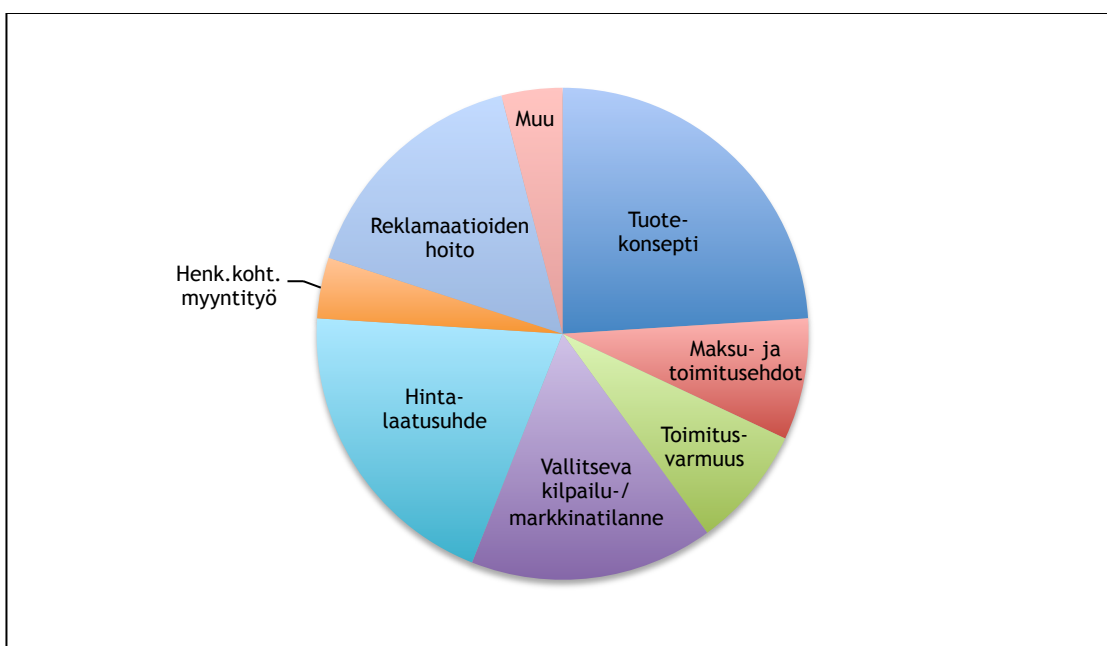 Muu
Tuote-
konsepti
Reklamaatioiden
hoito
Henk.koht.
myyntityö
Maksu- ja
toimitusehdot
Hinta-
laatusuhde
Toimitus-
varmuus
Vallitseva
kilpailu-/
markkinatilanne